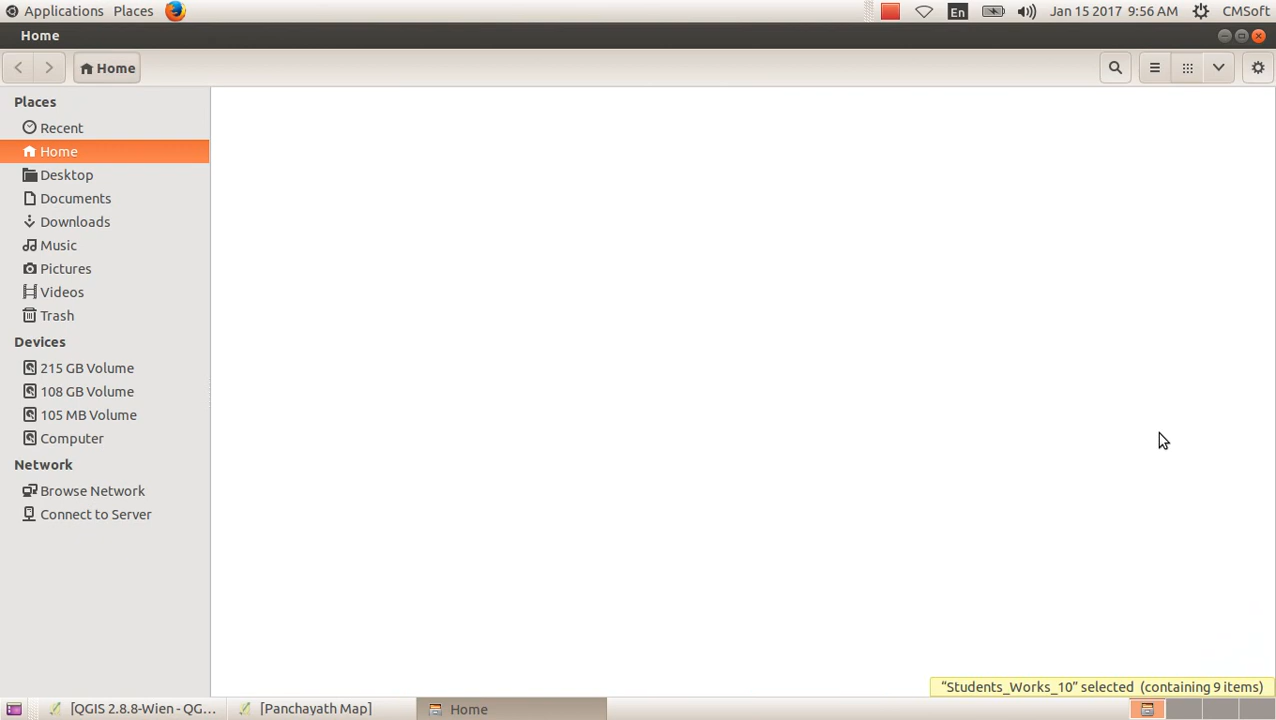 Applications Places En Jan 15 2017 9:56 AM CMSoft
Home
Home
Places
Recent
Home
Desktop
Documents
Downloads
Music
Pictures
Videos
Trash
Devices
215 GB Volume
108 GB Volume
105 MB Volume
Computer
Network
Browse Network
Connect to Server
“Students_Works_10” selected (containing 9 items)
[QGIS 2.8.8-Wien - QG... [Panchayath Map] Home